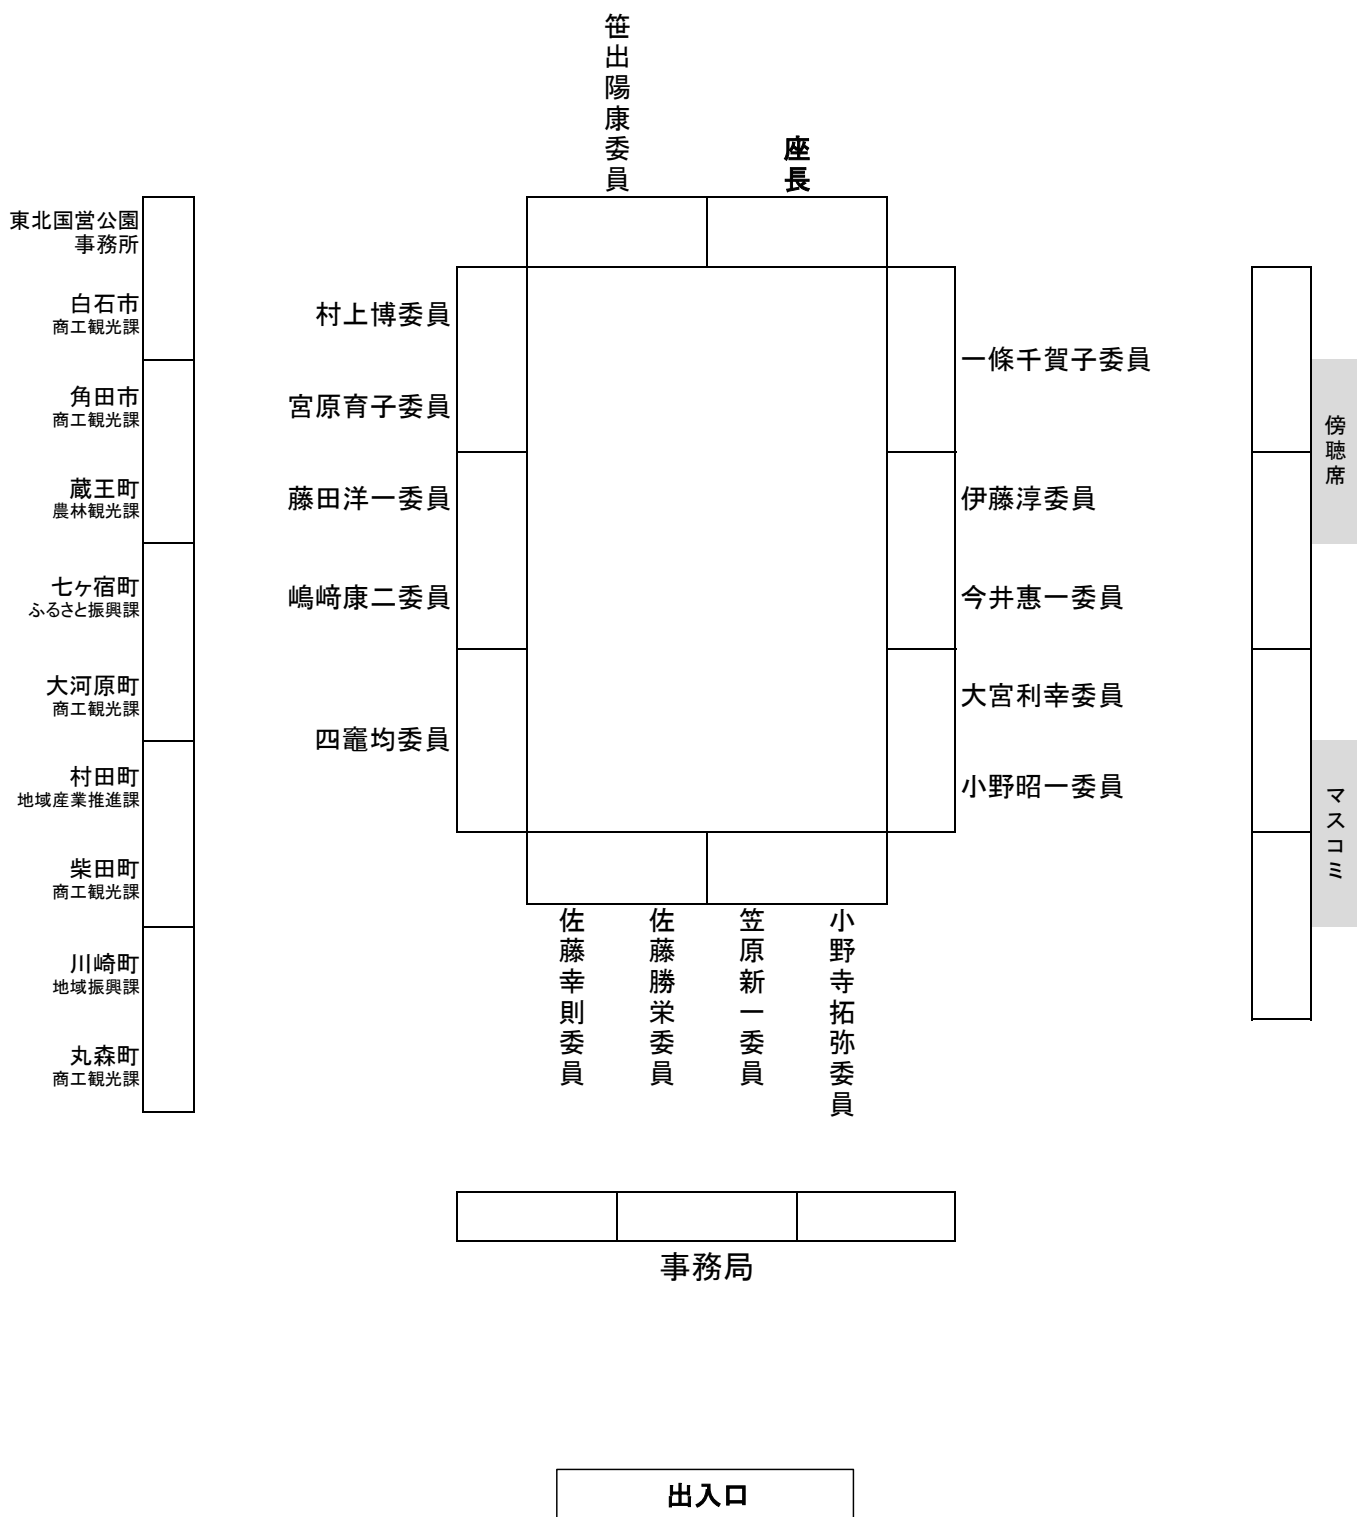 笹出陽康委員
座長
東北国営公園
事務所
白石市
商工観光課
角田市
商工観光課
蔵王町
農林観光課
七ヶ宿町
ふるさと振興課
大河原町
商工観光課
村田町
地域産業推進課
柴田町
商工観光課
川崎町
地域振興課
丸森町
商工観光課
村上博委員
宮原育子委員
藤田洋一委員
嶋﨑康二委員
四竈均委員
一條千賀子委員
伊藤淳委員
今井惠一委員
大宮利幸委員
小野昭一委員
傍聴席
マスコミ
佐藤幸則委員
佐藤勝栄委員
笠原新一委員
小野寺拓弥委員
事務局
出入口